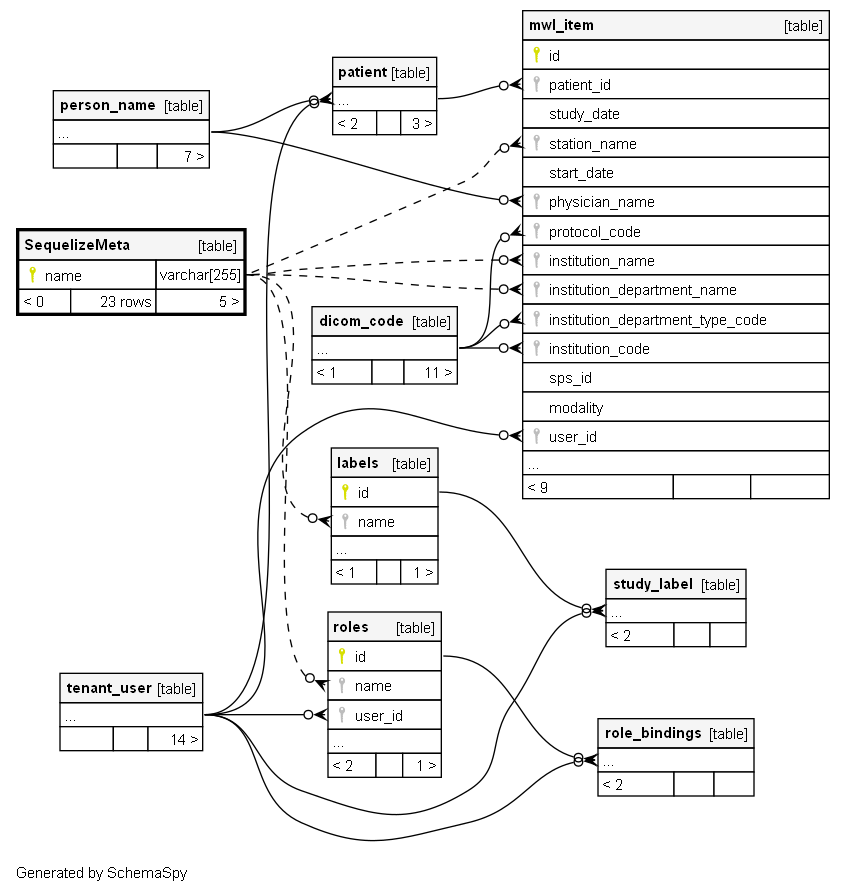 mwl_item [table]
id
patient_id
study_date
station_name
start_date
physician_name
protocol_code
institution_name
institution_department_name
institution_department_type_code
institution_code
sps_id
modality
user_id
...
< 9
patient [table]
...
< 2 3 >
person_name [table]
...
7 >
SequelizeMeta [table]
name varchar[255]
< 0 23 rows 5 >
dicom_code [table]
...
< 1 11 >
labels [table]
id
name
...
< 1 1 >
study_label [table]
...
< 2
roles [table]
id
name
user_id
...
< 2 1 >
tenant_user [table]
...
14 >
role_bindings [table]
...
< 2
Generated by SchemaSpy